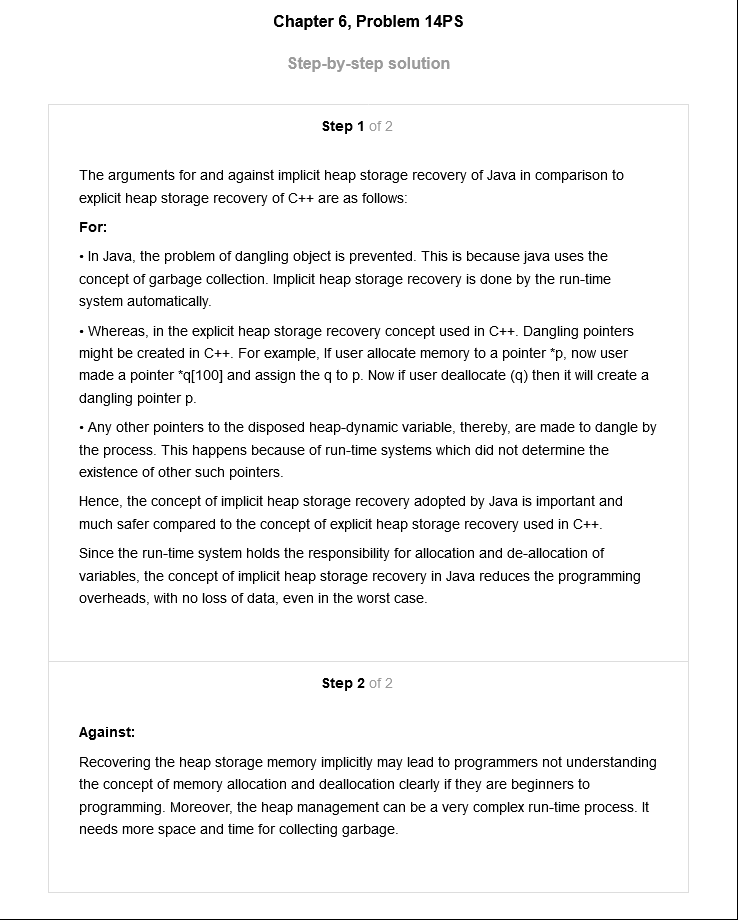 Chapter 6, Problem 14PS
Step-by-step solution
Step 1 of 2
The arguments for and against implicit heap storage recovery of Java in comparison to
explicit heap storage recovery of C++ are as follows:
For:
• In Java, the problem of dangling object is prevented. This is because java uses the
concept of garbage collection. Implicit heap storage recovery is done by the run-time
system automatically.
• Whereas, in the explicit heap storage recovery concept used in C++. Dangling pointers
might be created in C++. For example, If user allocate memory to a pointer *p, now user
made a pointer *q[100] and assign the q to p. Now if user deallocate (q) then it will create a
dangling pointer p.
• Any other pointers to the disposed heap-dynamic variable, thereby, are made to dangle by
the process. This happens because of run-time systems which did not determine the
existence of other such pointers.
Hence, the concept of implicit heap storage recovery adopted by Java is important and
much safer compared to the concept of explicit heap storage recovery used in C++.
Since the run-time system holds the responsibility for allocation and de-allocation of
variables, the concept of implicit heap storage recovery in Java reduces the programming
overheads, with no loss of data, even in the worst case.
Step 2 of 2
Against:
Recovering the heap storage memory implicitly may lead to programmers not understanding
the concept of memory allocation and deallocation clearly if they are beginners to
programming. Moreover, the heap management can be a very complex run-time process. It
needs more space and time for collecting garbage.